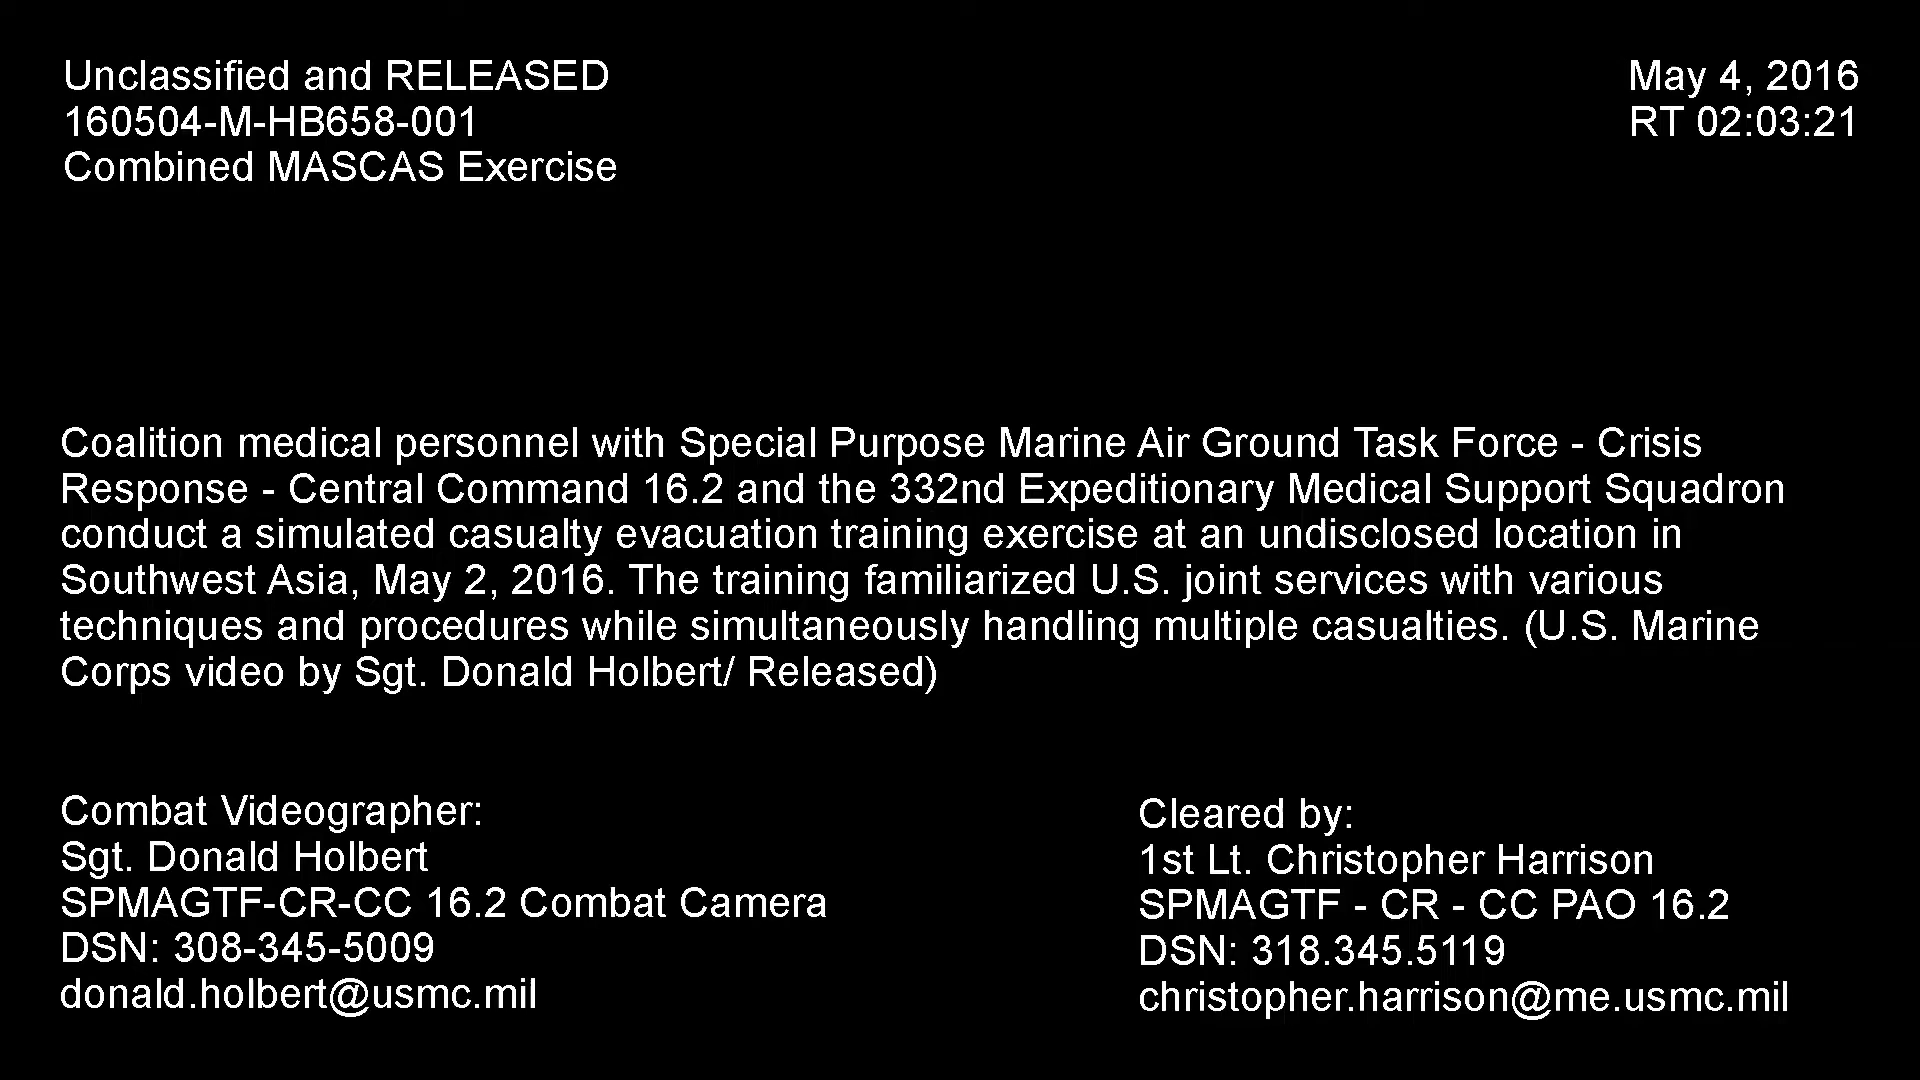 Unclassified and RELEASED
160504-M-HB658-001
Combined MASCAS Exercise
May 4, 2016
RT 02:03:21
Coalition medical personnel with Special Purpose Marine Air Ground Task Force - Crisis
Response - Central Command 16.2 and the 332nd Expeditionary Medical Support Squadron
conduct a simulated casualty evacuation training exercise at an undisclosed location in
Southwest Asia, May 2, 2016. The training familiarized U.S. joint services with various
techniques and procedures while simultaneously handling multiple casualties. (U.S. Marine
Corps video by Sgt. Donald Holbert/ Released)
Combat Videographer:
Sgt. Donald Holbert
SPMAGTF-CR-CC 16.2 Combat Camera
DSN: 308-345-5009
donald.holbert@usmc.mil
Cleared by:
1st Lt. Christopher Harrison
SPMAGTF - CR - CC PAO 16.2
DSN: 318.345.5119
christopher.harrison@me.usmc.mil